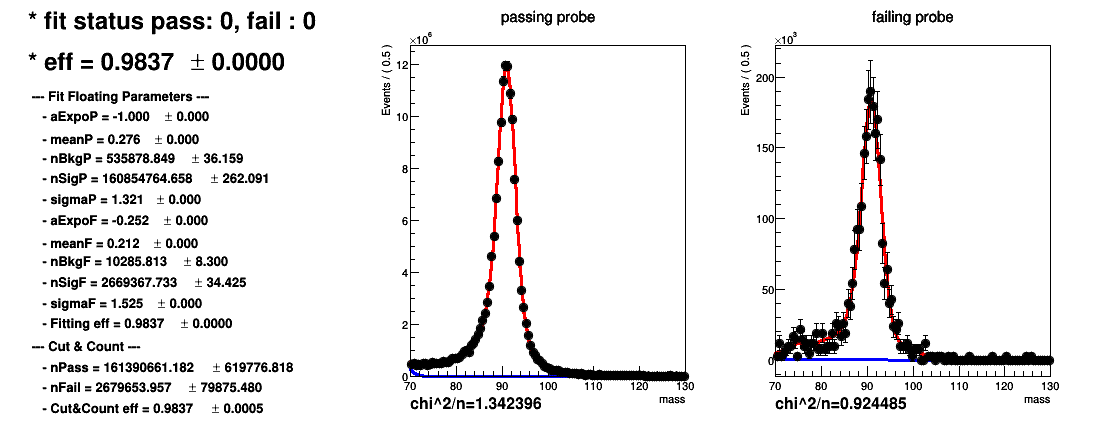 * fit status pass: 0, fail : 0
* eff = 0.9837 ± 0.0000
--- Fit Floating Parameters ---
- aExpoP = -1.000 ± 0.000
- meanP = 0.276 ± 0.000
- nBkgP = 535878.849 ± 36.159
- nSigP = 160854764.658 ± 262.091
- sigmaP = 1.321 ± 0.000
- aExpoF = -0.252 ± 0.000
- meanF = 0.212 ± 0.000
- nBkgF = 10285.813 ± 8.300
- nSigF = 2669367.733 ± 34.425
- sigmaF = 1.525 ± 0.000
- Fitting eff = 0.9837 ± 0.0000
--- Cut & Count ---
- nPass = 161390661.182 ± 619776.818
- nFail = 2679653.957 ± 79875.480
- Cut&Count eff = 0.9837 ± 0.0005
passing probe
×10⁶
Events / ( 0.5 )
12
10
8
6
4
2
0
70 80 90 100 110 120 130
mass
chi^2/n=1.342396
failing probe
×10³
Events / ( 0.5 )
200
150
100
50
0
70 80 90 100 110 120 130
mass
chi^2/n=0.924485